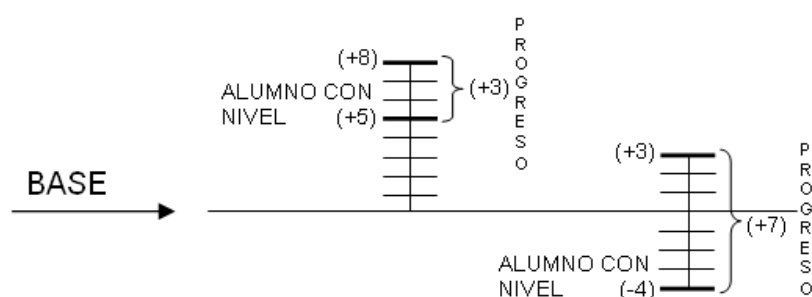 (+8)
PROGRESO
(+3)
ALUMNO CON
NIVEL (+5)
BASE
(+3)
PROGRESO
(+7)
ALUMNO CON
NIVEL (-4)